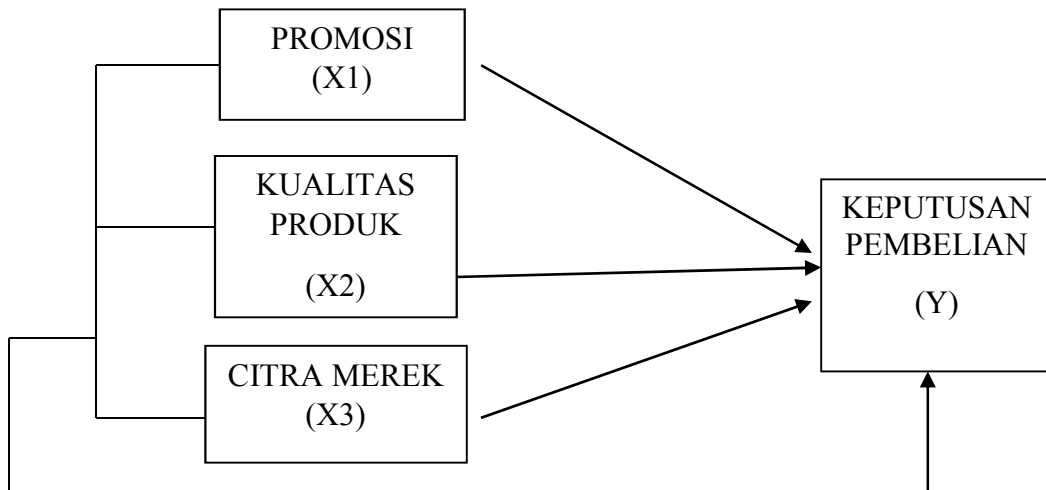 PROMOSI
(X1)
KUALITAS
PRODUK
(X2)
CITRA MEREK
(X3)
KEPUTUSAN
PEMBELIAN
(Y)